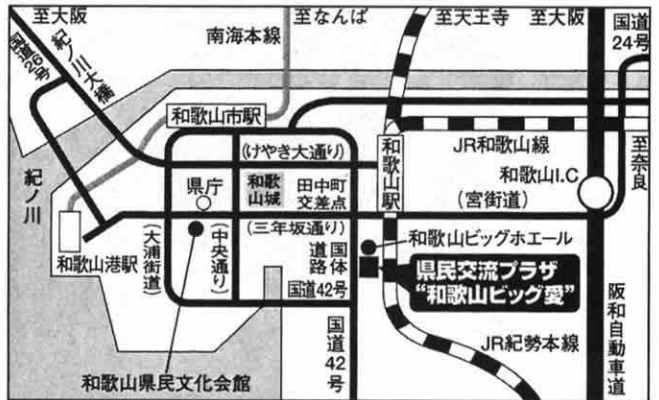 至大阪
至なんば
至天王寺
至大阪
国道
24号
国道26号
紀ノ川大橋
南海本線
和歌山市駅
(けやき大通り)
和歌山駅
JR和歌山線
至奈良
和歌山I.C
紀ノ川
県庁
和歌
山城
田中町
交差点
(宮街道)
(三年坂通り)
和歌山港駅
(大浦街道)
(中央通り)
国体
道路
国道42号
和歌山ビッグホエール
県民交流プラザ
“和歌山ビッグ愛”
国道42号
JR紀勢本線
阪和自動車道
和歌山県民文化会館